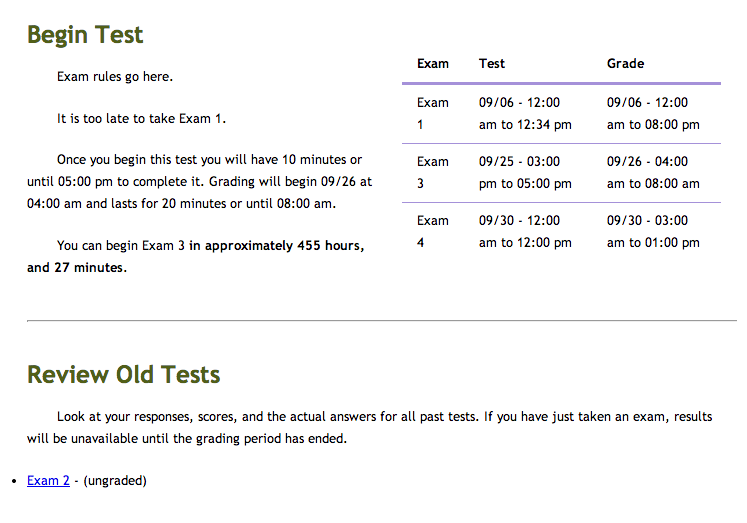 Begin Test
Exam rules go here.
It is too late to take Exam 1.
Once you begin this test you will have 10 minutes or
until 05:00 pm to complete it. Grading will begin 09/26 at
04:00 am and lasts for 20 minutes or until 08:00 am.
You can begin Exam 3 in approximately 455 hours,
and 27 minutes.
Exam Test Grade
Exam 09/06 - 12:00 09/06 - 12:00
1 am to 12:34 pm am to 08:00 pm
Exam 09/25 - 03:00 09/26 - 04:00
3 pm to 05:00 pm am to 08:00 am
Exam 09/30 - 12:00 09/30 - 03:00
4 am to 12:00 pm am to 01:00 pm
Review Old Tests
Look at your responses, scores, and the actual answers for all past tests. If you have just taken an exam, results
will be unavailable until the grading period has ended.
• Exam 2 - (ungraded)